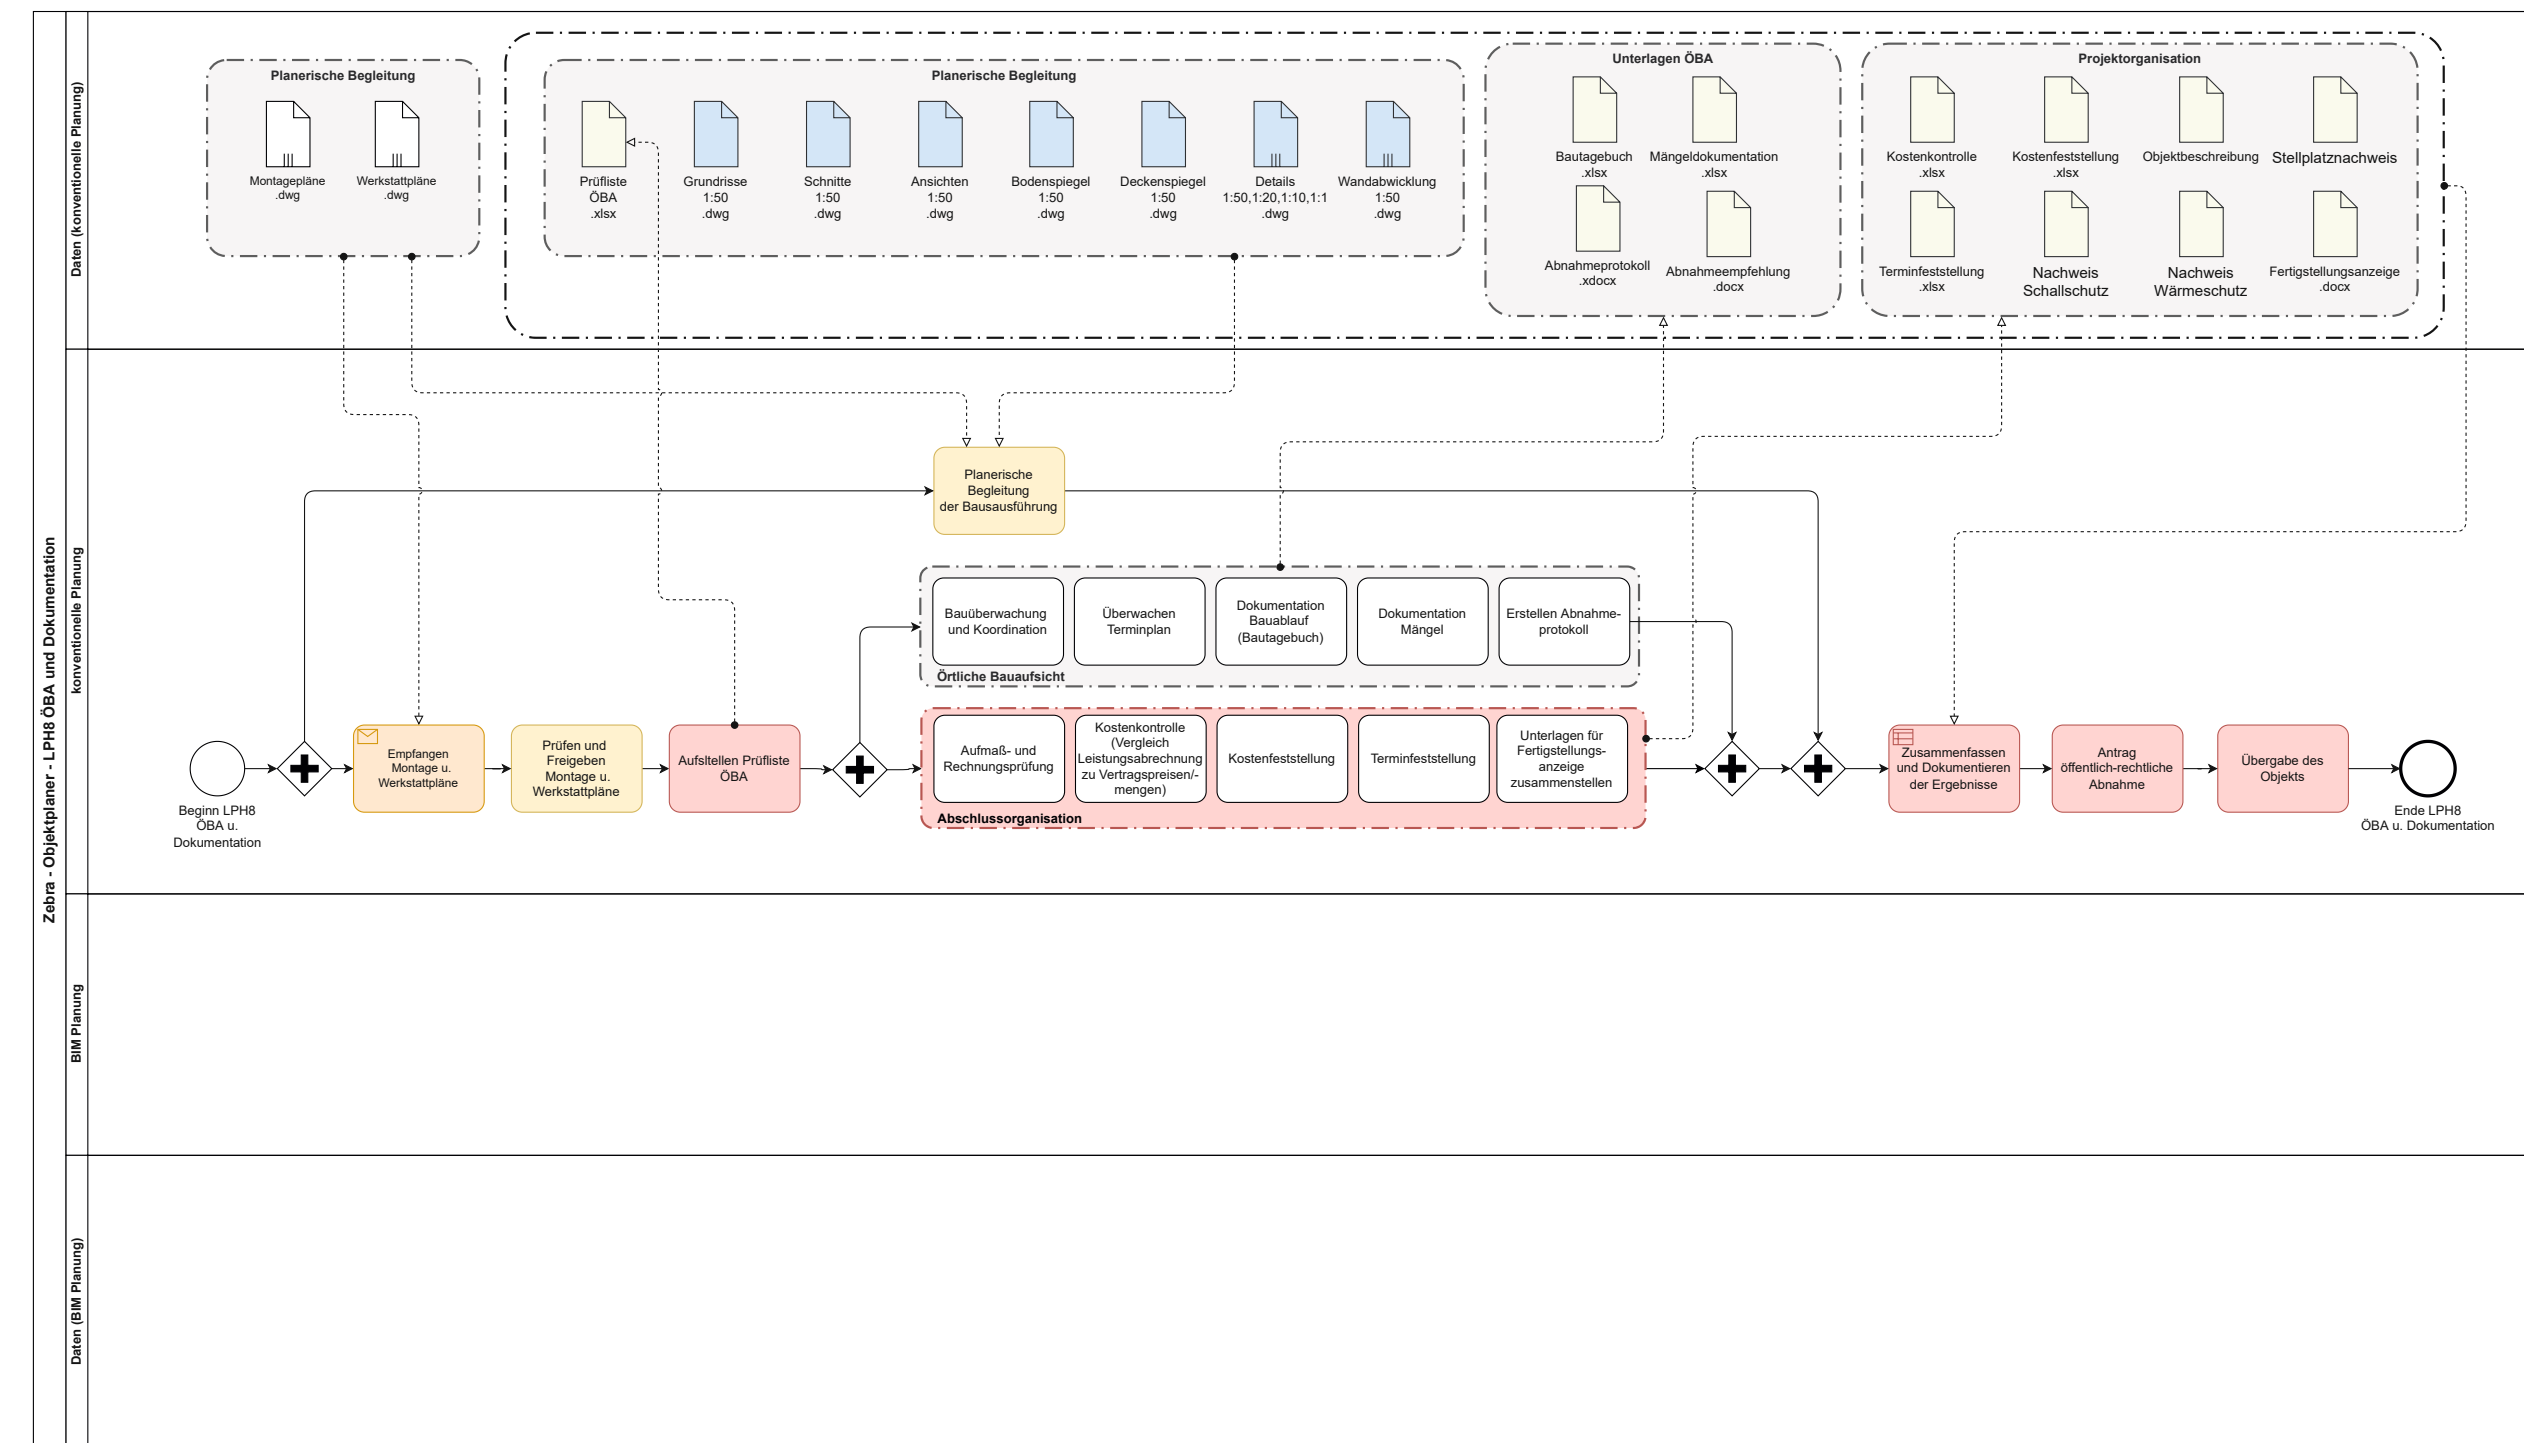 Zebra - Objektplaner - LPH8 ÖBA und Dokumentation
Daten (konventionelle Planung)
Planerische Begleitung
Montagepläne
.dwg
Werkstattpläne
.dwg
Planerische Begleitung
Prüfliste
ÖBA
.xlsx
Grundrisse
1:50
.dwg
Schnitte
1:50
.dwg
Ansichten
1:50
.dwg
Bodenspiegel
1:50
.dwg
Deckenspiegel
1:50
.dwg
Details
1:50,1:20,1:10,1:1
.dwg
Wandabwicklung
1:50
.dwg
Unterlagen ÖBA
Bautagebuch
.xlsx
Mängeldokumentation
.xlsx
Abnahmeprotokoll
.xdocx
Abnahmeempfehlung
.docx
Projektorganisation
Kostenkontrolle
.xlsx
Kostenfeststellung
.xlsx
Objektbeschreibung
Stellplatznachweis
Terminfeststellung
.xlsx
Nachweis
Schallschutz
Nachweis
Wärmeschutz
Fertigstellungsanzeige
.docx
konventionelle Planung
Planerische
Begleitung
der Bausausführung
Bauüberwachung
und Koordination
Überwachen
Terminplan
Dokumentation
Bauablauf
(Bautagebuch)
Dokumentation
Mängel
Erstellen Abnahme-
protokoll
Örtliche Bauaufsicht
Beginn LPH8
ÖBA u.
Dokumentation
Empfangen
Montage u.
Werkstattpläne
Prüfen und
Freigeben
Montage u.
Werkstattpläne
Aufsltellen Prüfliste
ÖBA
Aufmaß- und
Rechnungsprüfung
Kostenkontrolle
(Vergleich
Leistungsabrechnung
zu Vertragspreisen/-
mengen)
Kostenfeststellung
Terminfeststellung
Unterlagen für
Fertigstellungs-
anzeige
zusammenstellen
Abschlussorganisation
Zusammenfassen
und Dokumentieren
der Ergebnisse
Antrag
öffentlich-rechtliche
Abnahme
Übergabe des
Objekts
Ende LPH8
ÖBA u. Dokumentation
BIM Planung
Daten (BIM Planung)